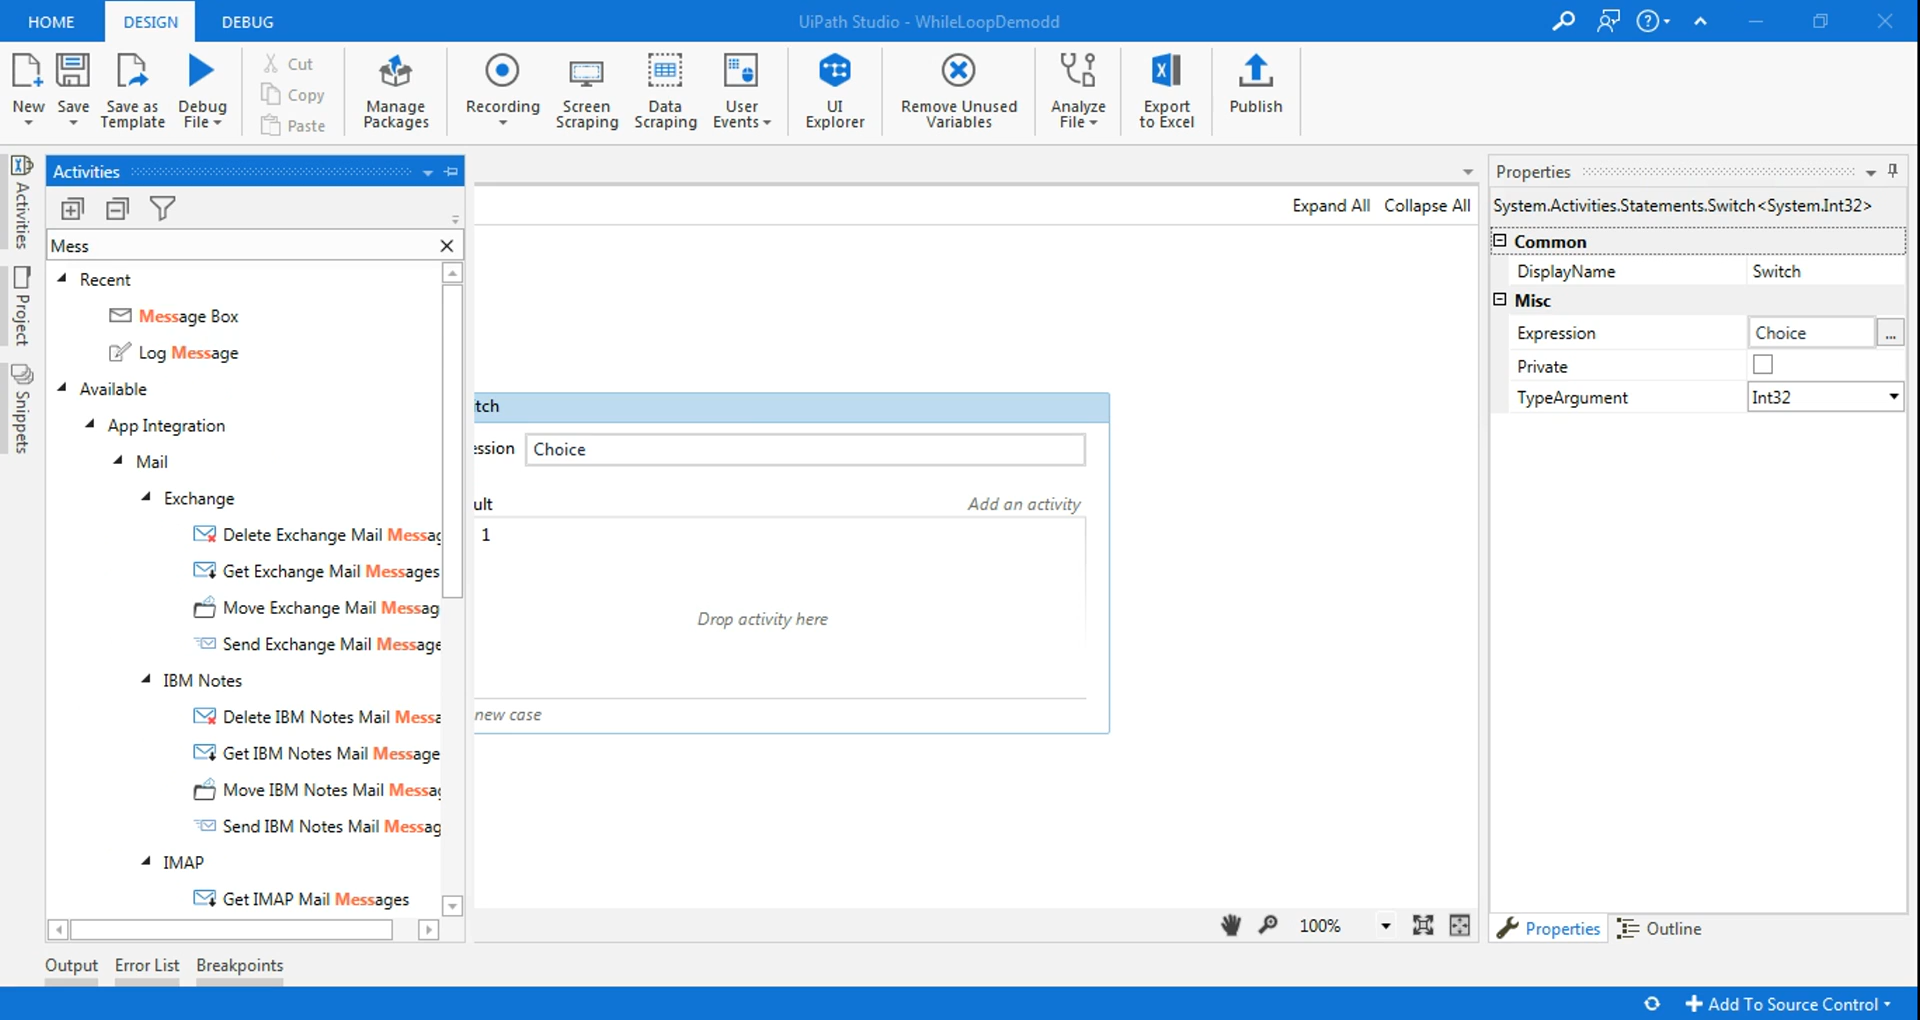 HOME DESIGN DEBUG UiPath Studio - WhileLoopDemodd
New Save Save as Template Debug File Cut Copy Paste Manage Packages Recording Screen Scraping Data Scraping User Events UI Explorer Remove Unused Variables Analyze File Export to Excel Publish
Activities
Project
Snippets
Activities
Mess
Recent
Message Box
Log Message
Available
App Integration
Mail
Exchange
Delete Exchange Mail Messag
Get Exchange Mail Messages
Move Exchange Mail Messag
Send Exchange Mail Message
IBM Notes
Delete IBM Notes Mail Messa
Get IBM Notes Mail Message
Move IBM Notes Mail Messag
Send IBM Notes Mail Messag
IMAP
Get IMAP Mail Messages
Expand All Collapse All
itch
ession Choice
ult Add an activity
1
Drop activity here
new case
100%
Properties
System.Activities.Statements.Switch<System.Int32>
Common
DisplayName Switch
Misc
Expression Choice ...
Private
TypeArgument Int32
Properties Outline
Output Error List Breakpoints
Add To Source Control